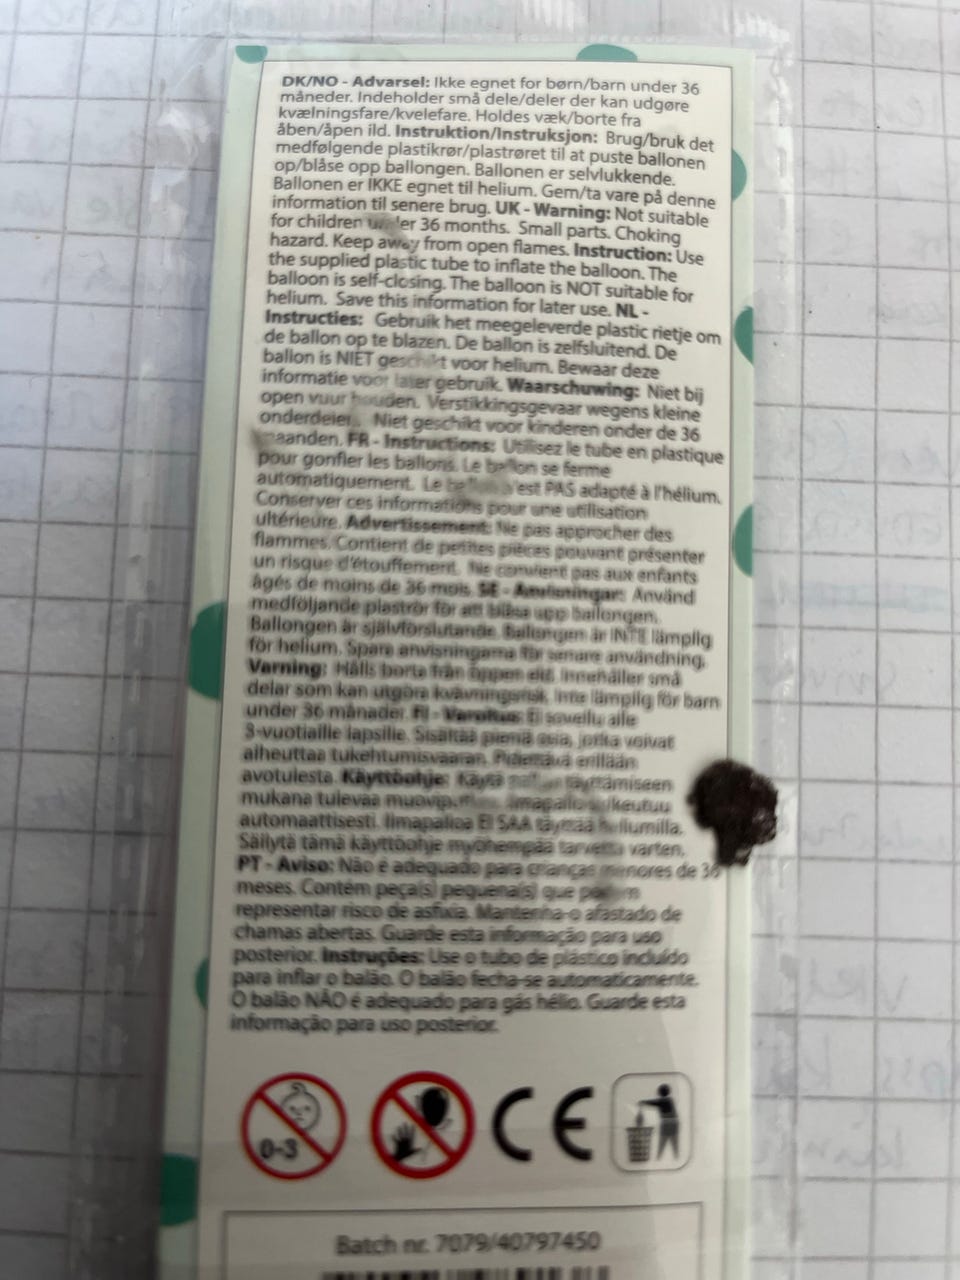 DK/NO - Advarsel: Ikke egnet for børn/barn under 36
måneder. Indeholder små dele/deler der kan udgøre
kvælningsfare/kvelefare. Holdes væk/borte fra
åben/åpen ild. Instruktion/Instruksjon: Brug/bruk det
medfølgende plastikrør/plastrøret til at puste ballonen
op/blåse opp ballongen. Ballonen er selvlukkende.
Ballonen er IKKE egnet til helium. Gem/ta vare på denne
information til senere brug. UK - Warning: Not suitable
for children under 36 months. Small parts. Choking
hazard. Keep away from open flames. Instruction: Use
the supplied plastic tube to inflate the balloon. The
balloon is self-closing. The balloon is NOT suitable for
helium. Save this information for later use. NL -
Instructies: Gebruik het meegeleverde plastic rietje om
de ballon op te blazen. De ballon is zelfsluitend. De
ballon is NIET geschikt voor helium. Bewaar deze
informatie voor later gebruik. Waarschuwing: Niet bij
open vuur houden. Verstikkingsgevaar wegens kleine
onderdelen. Niet geschikt voor kinderen onder de 36
maanden. FR - Instructions: Utilisez le tube en plastique
pour gonfler les ballons. Le ballon se ferme
automatiquement. Le ballon n'est PAS adapté à l'hélium.
Conserver ces informations pour une utilisation
ultérieure. Advertissement: Ne pas approcher des
flammes. Contient de petites pièces pouvant présenter
un risque d'étouffement. Ne convient pas aux enfants
âgés de moins de 36 mois. SE - Anvisningar: Använd
medföljande plaströr för att blåsa upp ballongen.
Ballongen är självförslutande. Ballongen är INTE lämplig
för helium. Spara anvisningarna för senare användning.
Varning: Hålls borta från öppen eld. Innehåller små
delar som kan utgöra kvävningsrisk. Inte lämplig för barn
under 36 månader. FI - Varoitus: Ei sovellu alle
3-vuotiaille lapsille. Sisältää pieniä osia, jotka voivat
aiheuttaa tukehtumisvaaran. Pidettävä erillään
avotulesta. Käyttöohje: Käytä täyttämiseen
mukana tulevaa Ilmapallo sulkeutuu
automaattisesti. Ilmapalloa EI SAA täyttää heliumilla.
Säilytä tämä käyttöohje myöhempää tarvetta varten.
PT - Aviso: Não é adequado para crianças menores de 36
meses. Contém peça(s) pequena(s) que podem
representar risco de asfixia. Mantenha-o afastado de
chamas abertas. Guarde esta informação para uso
posterior. Instruções: Use o tubo de plástico incluído
para inflar o balão. O balão fecha-se automaticamente.
O balão NÃO é adequado para gás hélio. Guarde esta
informação para uso posterior.
0-3
CE
Batch nr. 7079/40797450